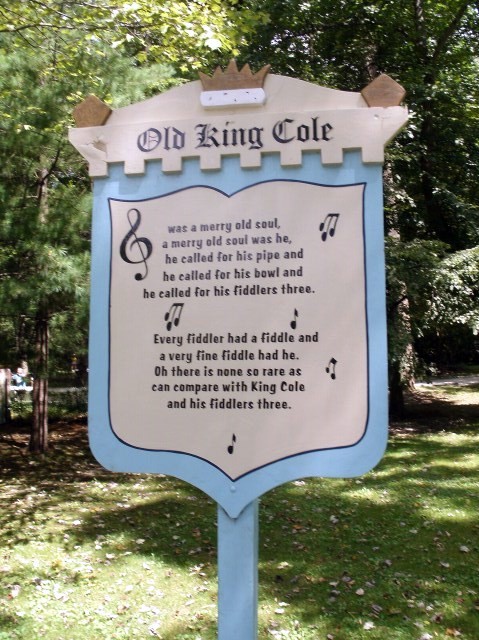 Old King Cole
was a merry old soul,
a merry old soul was he,
he called for his pipe and
he called for his bowl and
he called for his fiddlers three.
Every fiddler had a fiddle and
a very fine fiddle had he.
Oh there is none so rare as
can compare with King Cole
and his fiddlers three.